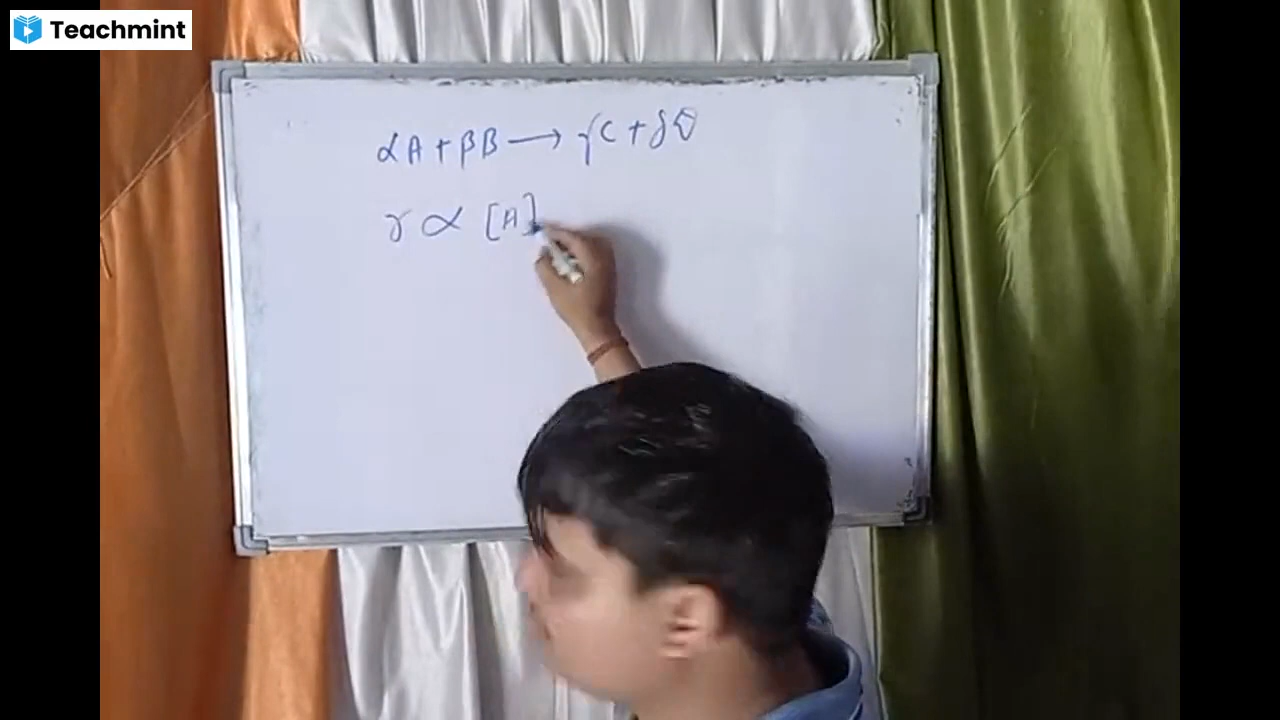 Teachmint
αA + βB ⟶ γC + δD
r ∝ [A]